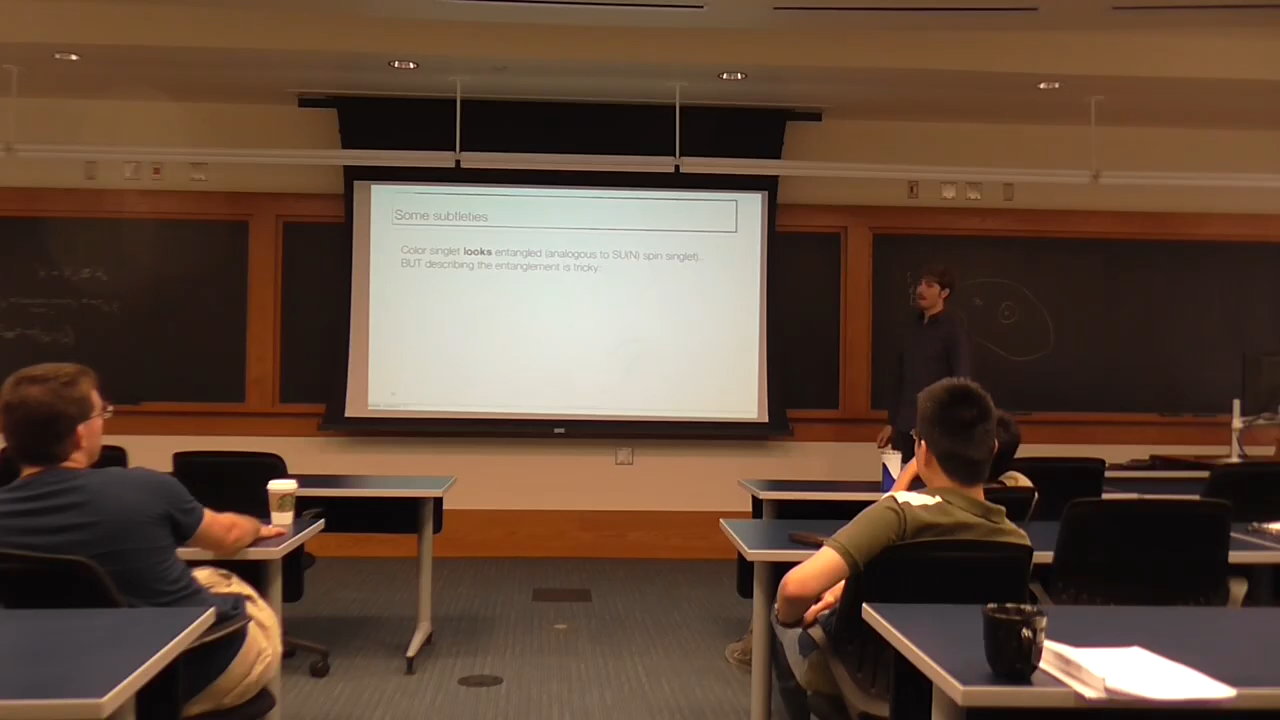 Some subtleties
Color singlet looks entangled (analogous to SU(N) spin singlet).
BUT describing the entanglement is tricky: